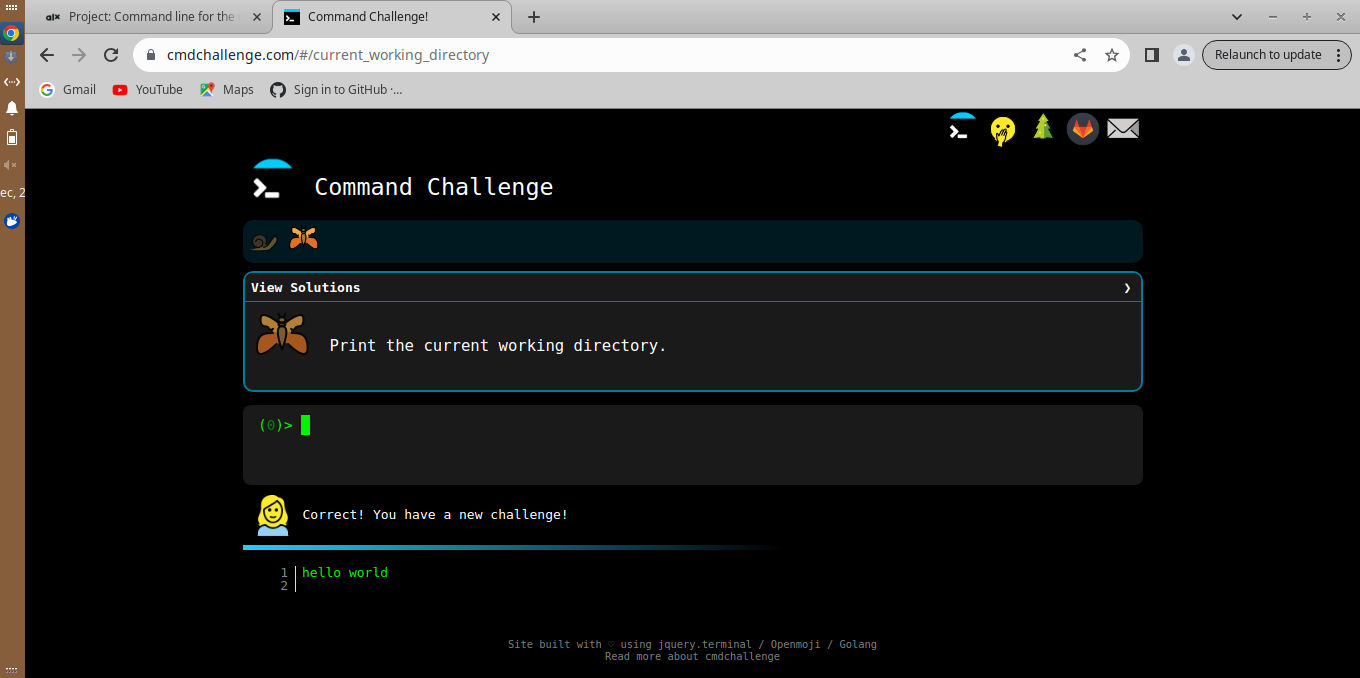 alx Project: Command line for the
Command Challenge!
cmdchallenge.com/#/current_working_directory
Relaunch to update
Gmail
YouTube
Maps
Sign in to GitHub ·...
ec, 2
Command Challenge
View Solutions
Print the current working directory.
(0)>
Correct! You have a new challenge!
1 hello world
2
Site built with ♡ using jquery.terminal / Openmoji / Golang
Read more about cmdchallenge